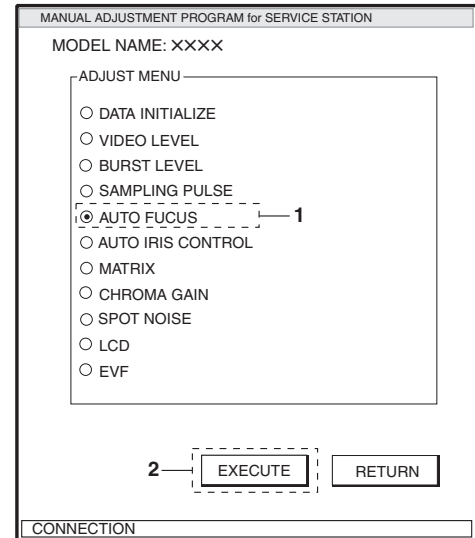 MANUAL ADJUSTMENT PROGRAM for SERVICE STATION
MODEL NAME: ××××
ADJUST MENU
DATA INITIALIZE
VIDEO LEVEL
BURST LEVEL
SAMPLING PULSE
AUTO FUCUS 1
AUTO IRIS CONTROL
MATRIX
CHROMA GAIN
SPOT NOISE
LCD
EVF
2 EXECUTE RETURN
CONNECTION